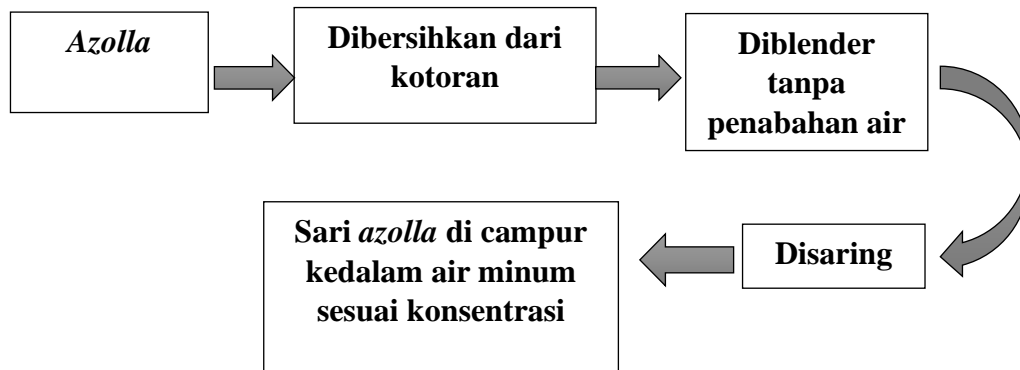 Azolla
Dibersihkan dari
kotoran
Diblender
tanpa
penabahan air
Disaring
Sari azolla di campur
kedalam air minum
sesuai konsentrasi